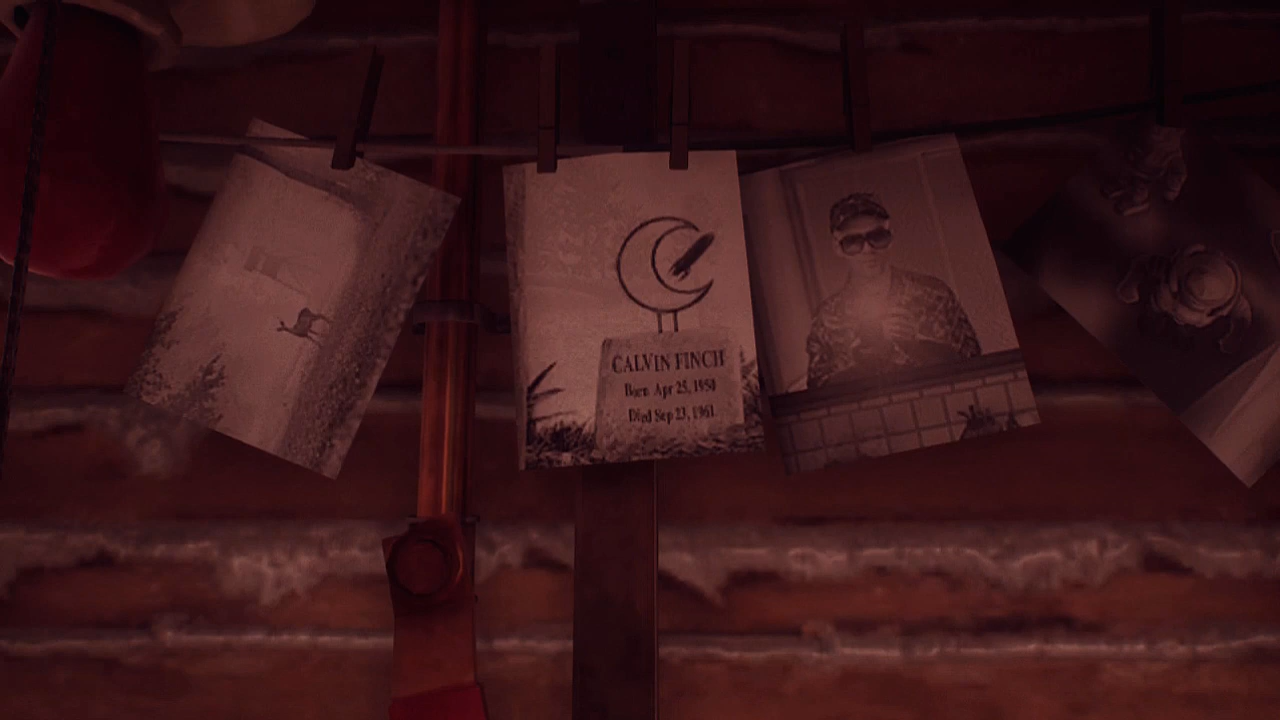 CALVIN FINCH
Born Apr 25, 1950
Died Sep 23, 1961